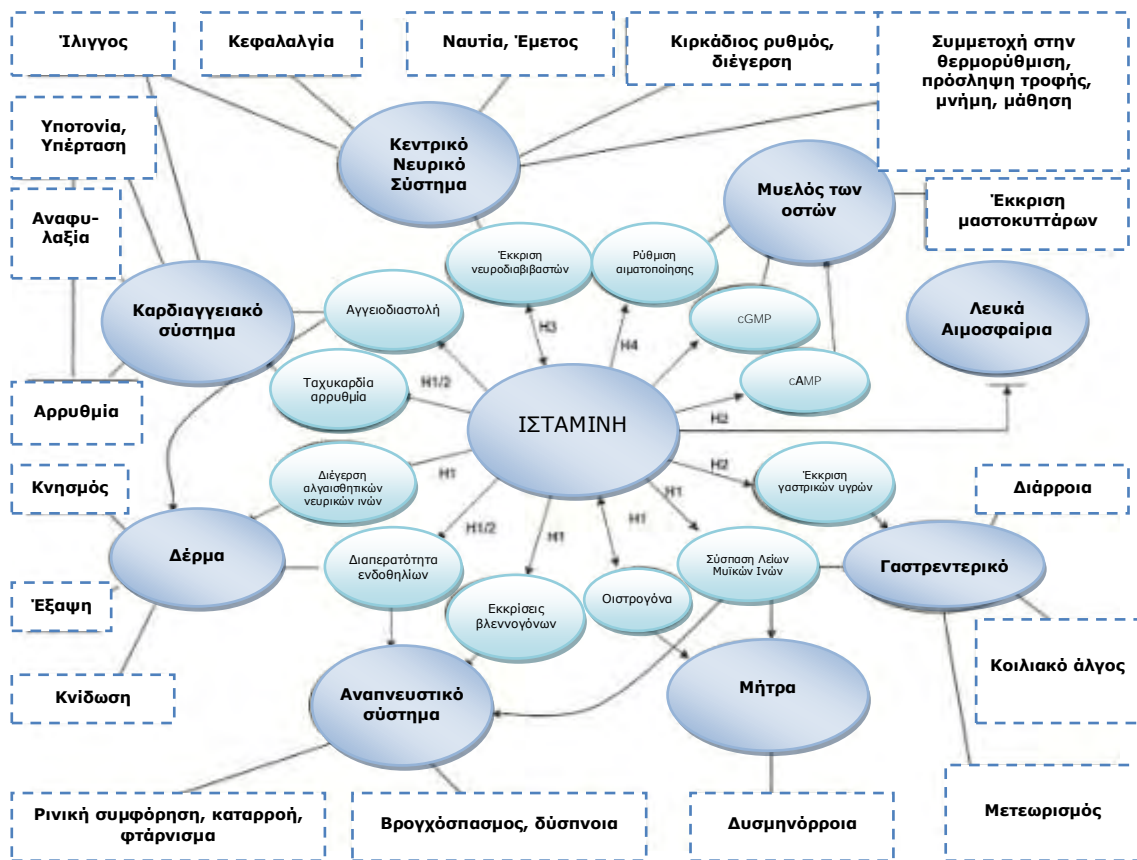 Ίλιγγος
Κεφαλαλγία
Ναυτία, Έμετος
Κιρκάδιος ρυθμός,
διέγερση
Συμμετοχή στην
θερμορύθμιση,
πρόσληψη τροφής,
μνήμη, μάθηση
Υποτονία,
Υπέρταση
Κεντρικό
Νευρικό
Σύστημα
Μυελός των
οστών
Έκκριση
μαστοκυττάρων
Αναφυ-
λαξία
Έκκριση
νευροδιαβιβαστών
Ρύθμιση
αιματοποίησης
Καρδιαγγειακό
σύστημα
Αγγειοδιαστολή
cGMP
Λευκά
Αιμοσφαίρια
H3
H4
Ταχυκαρδία
αρρυθμία
H1/2
cAMP
H2
Αρρυθμία
ΙΣΤΑΜΙΝΗ
Κνησμός
Διέγερση
αλγαισθητικών
νευρικών ινών
H1
H2
Έκκριση
γαστρικών υγρών
Διάρροια
H1
H1/2
H1
H1
Δέρμα
Διαπερατότητα
ενδοθηλίων
Σύσπαση Λείων
Μυϊκών Ινών
Γαστρεντερικό
Έξαψη
Εκκρίσεις
βλεννογόνων
Οιστρογόνα
Κνίδωση
Αναπνευστικό
σύστημα
Μήτρα
Κοιλιακό άλγος
Ρινική συμφόρηση, καταρροή,
φτάρνισμα
Βρογχόσπασμος, δύσπνοια
Δυσμηνόρροια
Μετεωρισμός